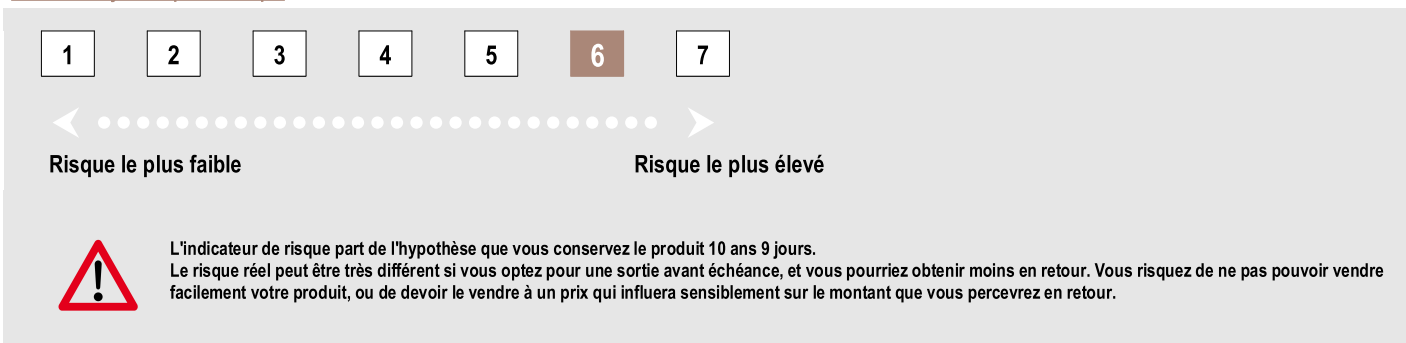 1 2 3 4 5 6 7
Risque le plus faible Risque le plus élevé
L'indicateur de risque part de l'hypothèse que vous conservez le produit 10 ans 9 jours.
Le risque réel peut être très différent si vous optez pour une sortie avant échéance, et vous pourriez obtenir moins en retour. Vous risquez de ne pas pouvoir vendre
facilement votre produit, ou de devoir le vendre à un prix qui influera sensiblement sur le montant que vous percevrez en retour.